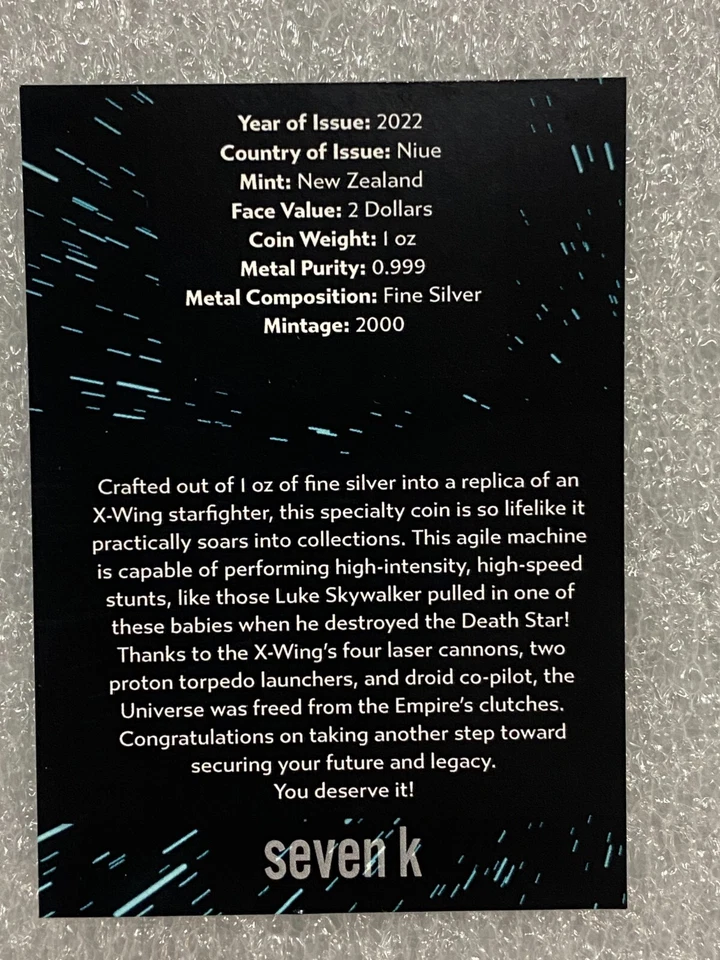 Year of Issue: 2022
Country of Issue: Niue
Mint: New Zealand
Face Value: 2 Dollars
Coin Weight: 1 oz
Metal Purity: 0.999
Metal Composition: Fine Silver
Mintage: 2000
Crafted out of 1 oz of fine silver into a replica of an
X-Wing starfighter, this specialty coin is so lifelike it
practically soars into collections. This agile machine
is capable of performing high-intensity, high-speed
stunts, like those Luke Skywalker pulled in one of
these babies when he destroyed the Death Star!
Thanks to the X-Wing's four laser cannons, two
proton torpedo launchers, and droid co-pilot, the
Universe was freed from the Empire's clutches.
Congratulations on taking another step toward
securing your future and legacy.
You deserve it!
seven k